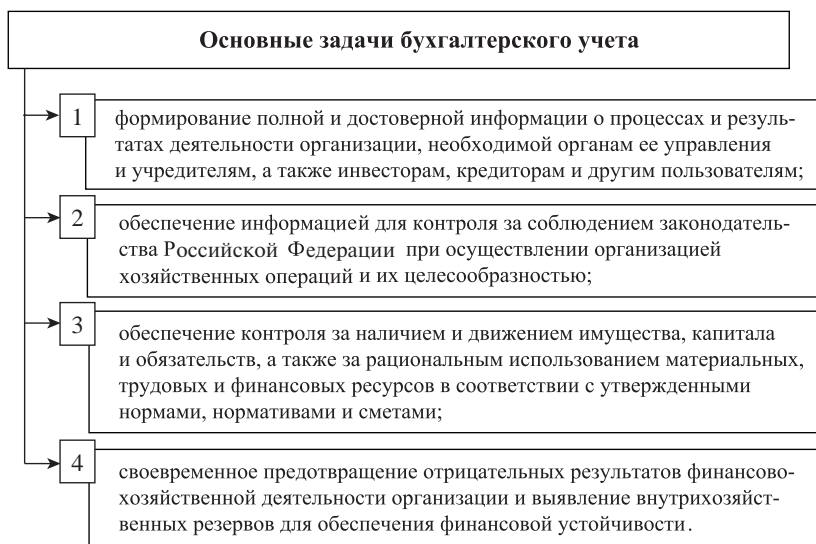 Основные задачи бухгалтерского учета
1
формирование полной и достоверной информации о процессах и резуль-
татах деятельности организации, необходимой органам ее управления
и учредителям, а также инвесторам, кредиторам и другим пользователям;
2
обеспечение информацией для контроля за соблюдением законодатель-
ства Российской Федерации при осуществлении организацией
хозяйственных операций и их целесообразностью;
3
обеспечение контроля за наличием и движением имущества, капитала
и обязательств, а также за рациональным использованием материальных,
трудовых и финансовых ресурсов в соответствии с утвержденными
нормами, нормативами и сметами;
4
своевременное предотвращение отрицательных результатов финансово-
хозяйственной деятельности организации и выявление внутрихозяйст-
венных резервов для обеспечения финансовой устойчивости.